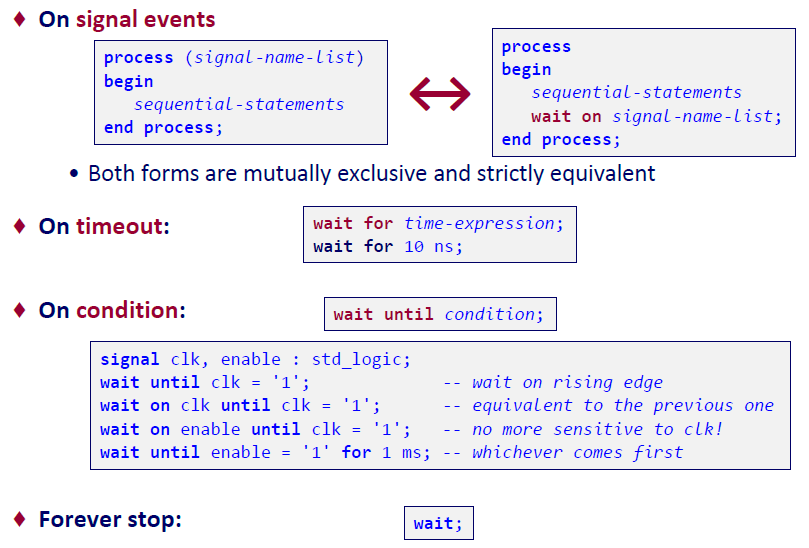 ♦ On signal events
process (signal-name-list)
begin
sequential-statements
end process;
process
begin
sequential-statements
wait on signal-name-list;
end process;
• Both forms are mutually exclusive and strictly equivalent
♦ On timeout:
wait for time-expression;
wait for 10 ns;
♦ On condition:
wait until condition;
signal clk, enable : std_logic;
wait until clk = '1'; -- wait on rising edge
wait on clk until clk = '1'; -- equivalent to the previous one
wait on enable until clk = '1'; -- no more sensitive to clk!
wait until enable = '1' for 1 ms; -- whichever comes first
♦ Forever stop:
wait;